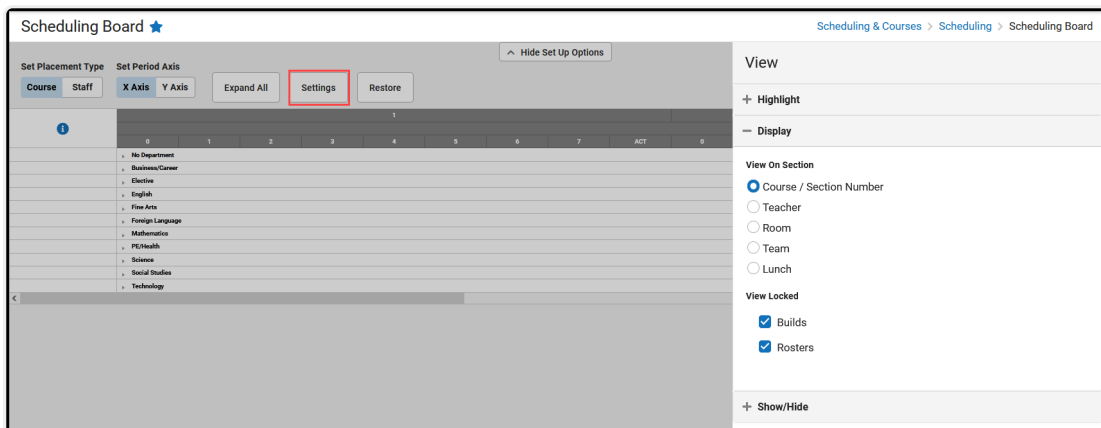 Scheduling Board
Scheduling & Courses > Scheduling > Scheduling Board
Hide Set Up Options
Set Placement Type Set Period Axis
Course Staff X Axis Y Axis Expand All Settings Restore
1
0 1 2 3 4 5 6 7 ACT 0
No Department
Business/Career
Elective
English
Fine Arts
Foreign Language
Mathematics
PE/Health
Science
Social Studies
Technology
View
Highlight
Display
View On Section
Course / Section Number
Teacher
Room
Team
Lunch
View Locked
Builds
Rosters
Show/Hide